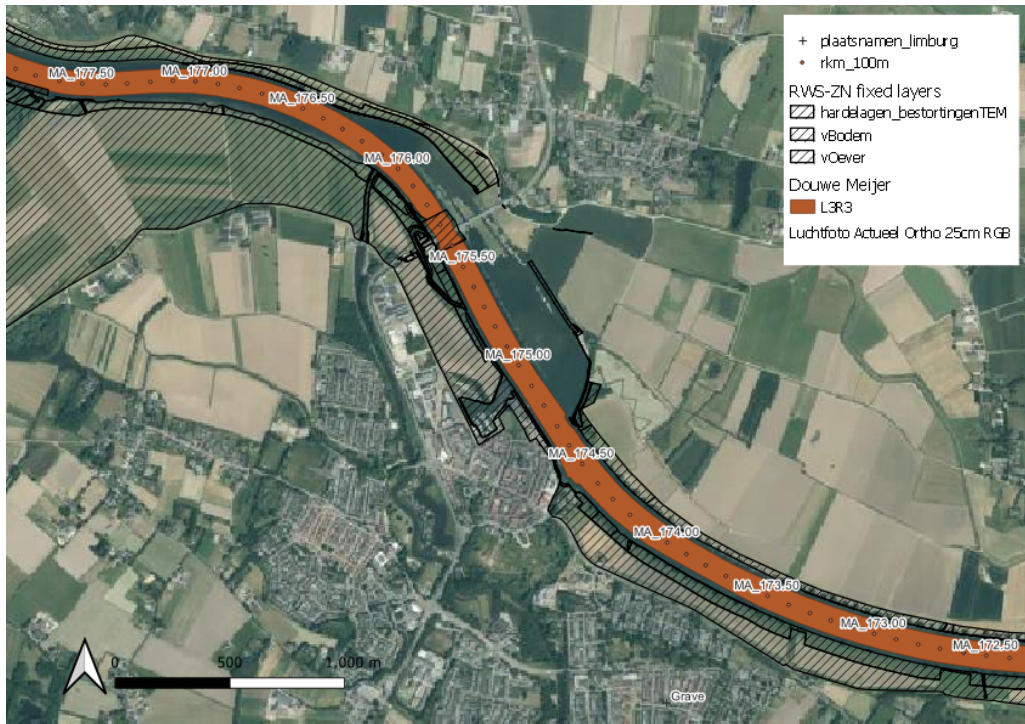 plaatsnamen_limburg
rkm_100m
RWS-ZN fixed layers
hardelagen_bestortingenTEM
vBodem
vOever
Douwe Meijer
L3R3
Luchtfoto Actueel Ortho 25cm RGB
MA_177.50
MA_177.00
MA_176.50
MA_176.00
MA_175.50
MA_175.00
MA_174.50
MA_174.00
MA_173.50
MA_173.00
MA_172.50
0 500 1,000 m
Grave